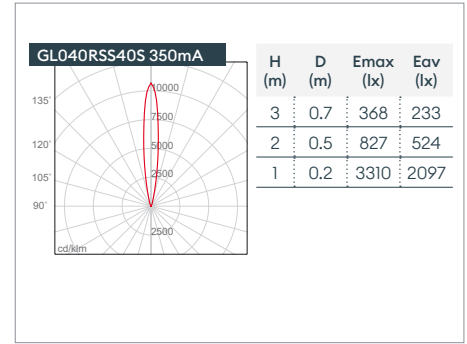 GL040RSS40S 350mA
10000
135°
7500
120°
5000
105°
2500
90°
2500
cd/klm
H D Emax Eav
(m) (m) (lx) (lx)
3 0.7 368 233
2 0.5 827 524
1 0.2 3310 2097